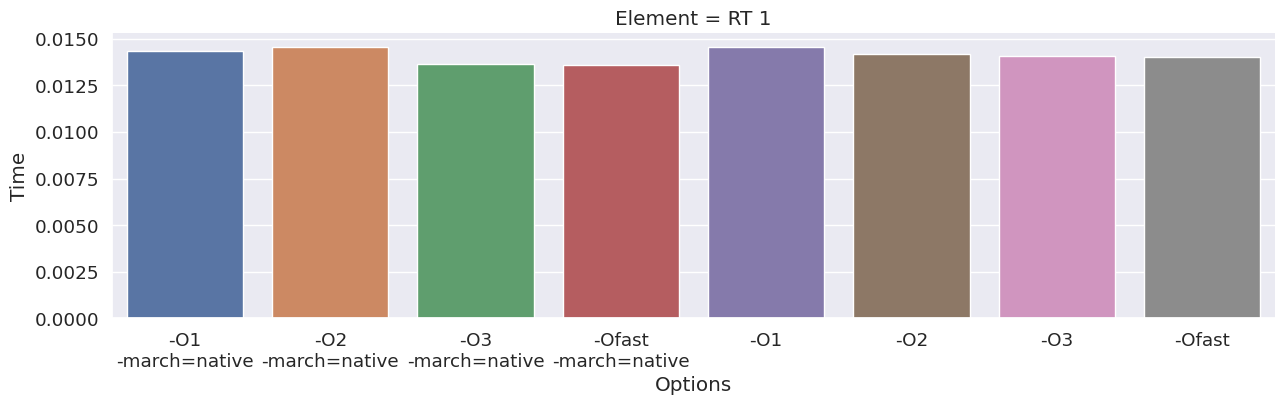 Element = RT 1
0.0150
0.0125
0.0100
0.0075
0.0050
0.0025
0.0000
Time
-O1
-march=native
-O2
-march=native
-O3
-march=native
-Ofast
-march=native
-O1
-O2
-O3
-Ofast
Options